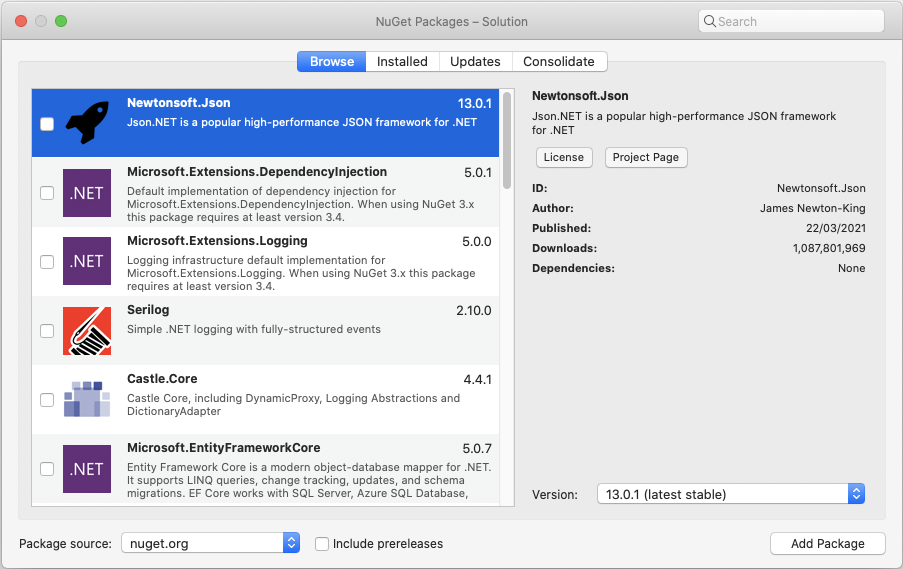 NuGet Packages – Solution
Search
Browse
Installed
Updates
Consolidate
Newtonsoft.Json
13.0.1
Json.NET is a popular high-performance JSON framework for .NET
.NET
Microsoft.Extensions.DependencyInjection
5.0.1
Default implementation of dependency injection for
Microsoft.Extensions.DependencyInjection. When using NuGet 3.x
this package requires at least version 3.4.
.NET
Microsoft.Extensions.Logging
5.0.0
Logging infrastructure default implementation for
Microsoft.Extensions.Logging. When using NuGet 3.x this package
requires at least version 3.4.
Serilog
2.10.0
Simple .NET logging with fully-structured events
Castle.Core
4.4.1
Castle Core, including DynamicProxy, Logging Abstractions and
DictionaryAdapter
.NET
Microsoft.EntityFrameworkCore
5.0.7
Entity Framework Core is a modern object-database mapper for .NET.
It supports LINQ queries, change tracking, updates, and schema
migrations. EF Core works with SQL Server, Azure SQL Database,
Newtonsoft.Json
Json.NET is a popular high-performance JSON framework
for .NET
License
Project Page
ID: Newtonsoft.Json
Author: James Newton-King
Published: 22/03/2021
Downloads: 1,087,801,969
Dependencies: None
Version: 13.0.1 (latest stable)
Package source: nuget.org
Include prereleases
Add Package